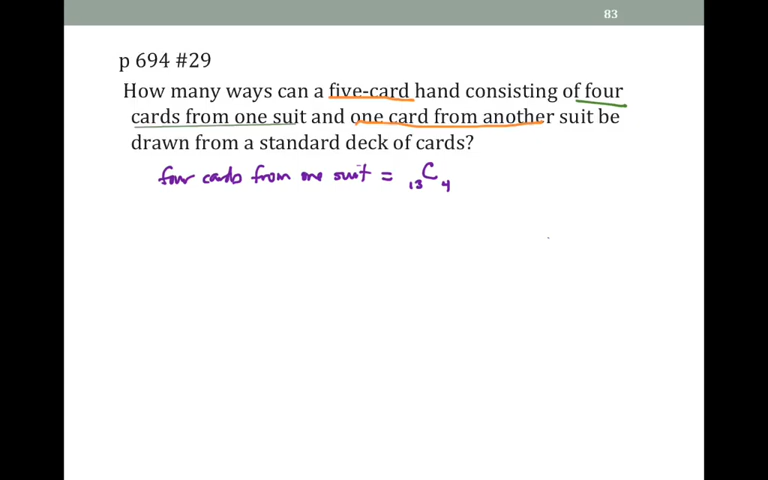 83
p 694 #29
How many ways can a five-card hand consisting of four
cards from one suit and one card from another suit be
drawn from a standard deck of cards?
four cards from one suit = ₁₃C₄